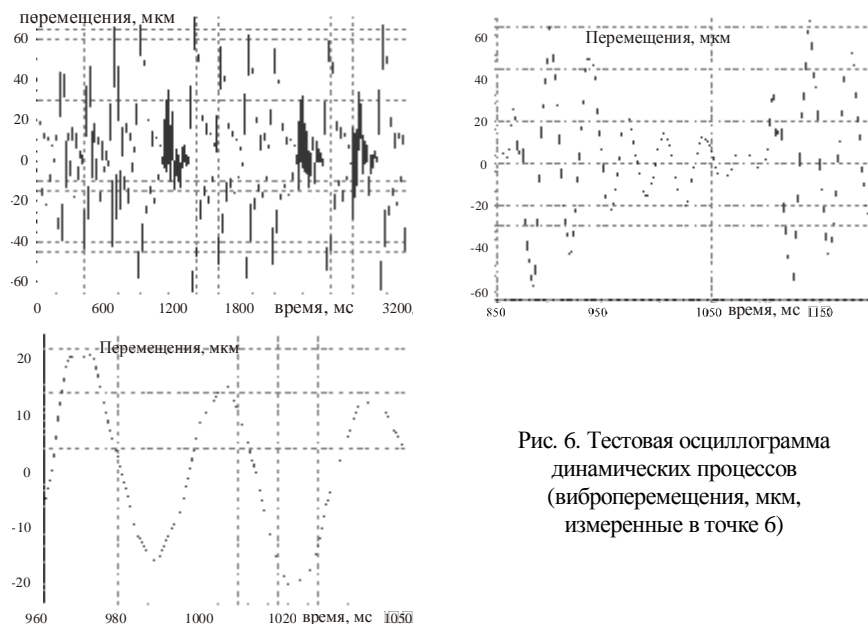 перемещения, мкм
60
40
20
0
-20
-40
-60
0 600 1200 1800 время, мс 3200
Перемещения, мкм
60
40
20
0
-20
-40
-60
850 950 1050 время, мс 1150
Перемещения, мкм
20
10
0
-10
-20
960 980 1000 1020 время, мс 1050
Рис. 6. Тестовая осциллограмма
динамических процессов
(виброперемещения, мкм,
измеренные в точке 6)